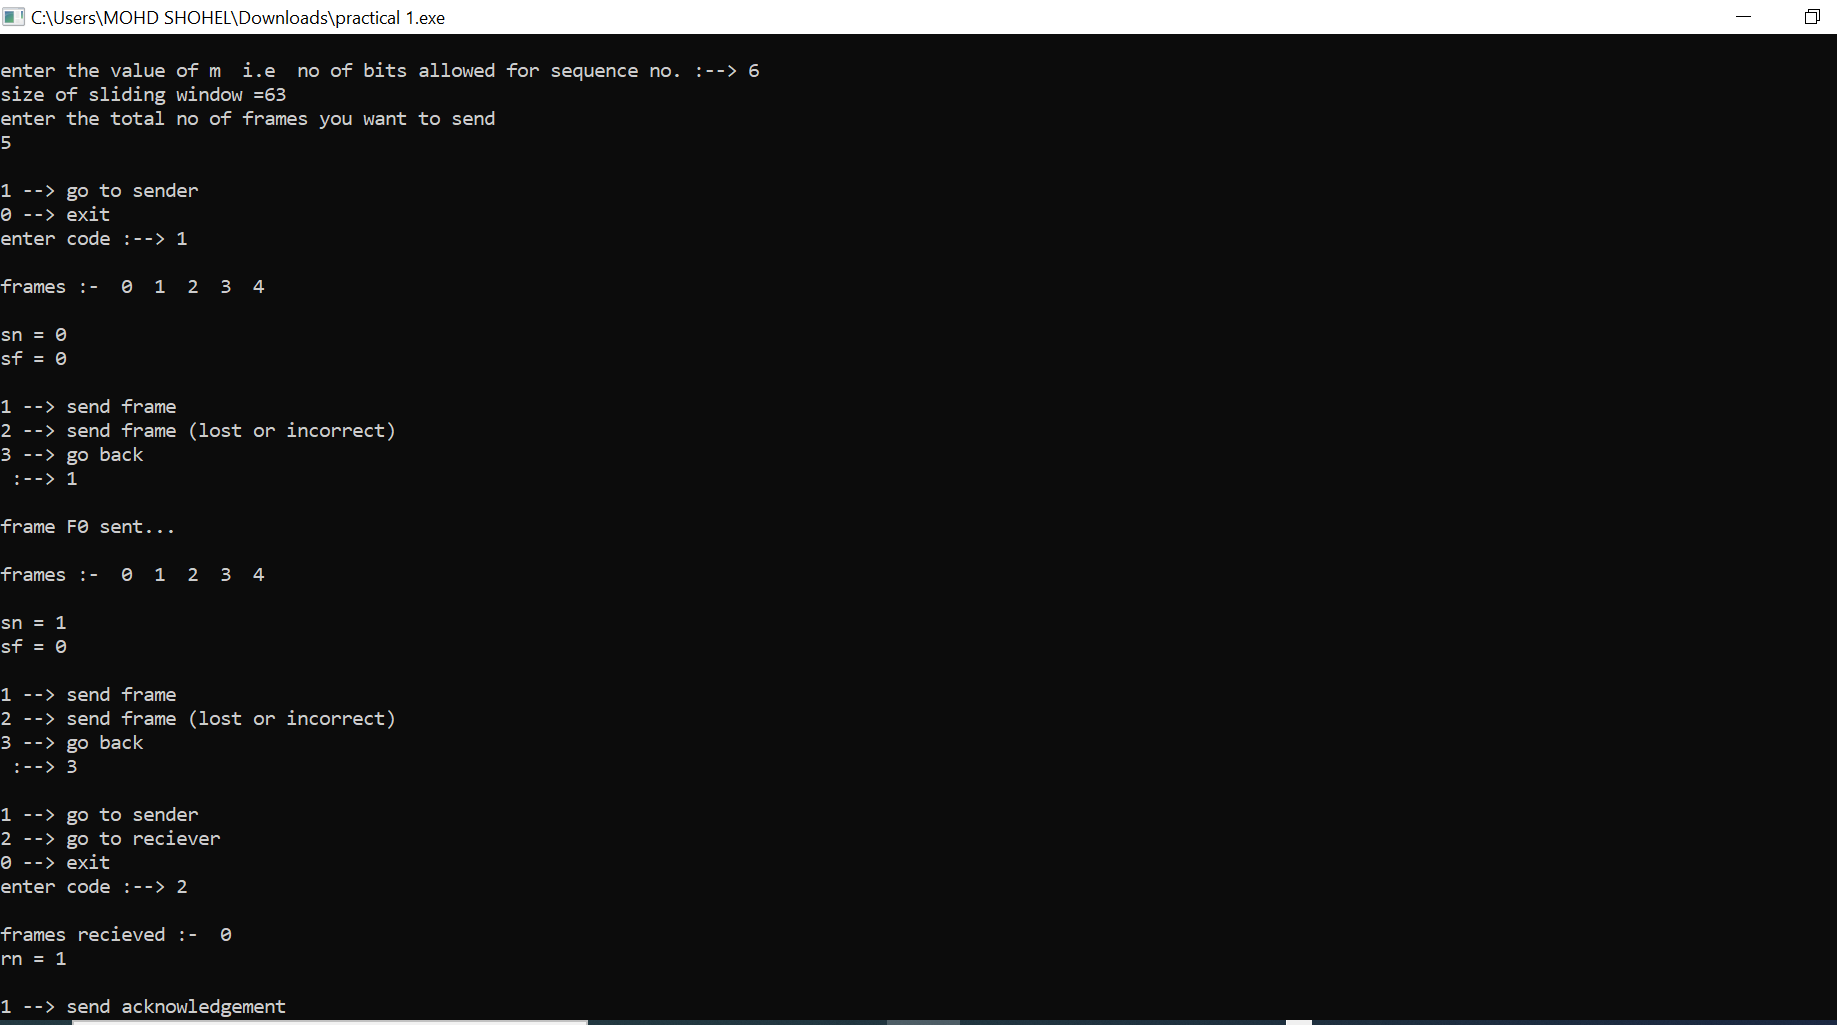 C:\Users\MOHD SHOHEL\Downloads\practical 1.exe
enter the value of m  i.e  no of bits allowed for sequence no. :--> 6
size of sliding window =63
enter the total no of frames you want to send
5
1 --> go to sender
0 --> exit
enter code :--> 1
frames :-  0  1  2  3  4
sn = 0
sf = 0
1 --> send frame
2 --> send frame (lost or incorrect)
3 --> go back
 :--> 1
frame F0 sent...
frames :-  0  1  2  3  4
sn = 1
sf = 0
1 --> send frame
2 --> send frame (lost or incorrect)
3 --> go back
 :--> 3
1 --> go to sender
2 --> go to reciever
0 --> exit
enter code :--> 2
frames recieved :-  0
rn = 1
1 --> send acknowledgement